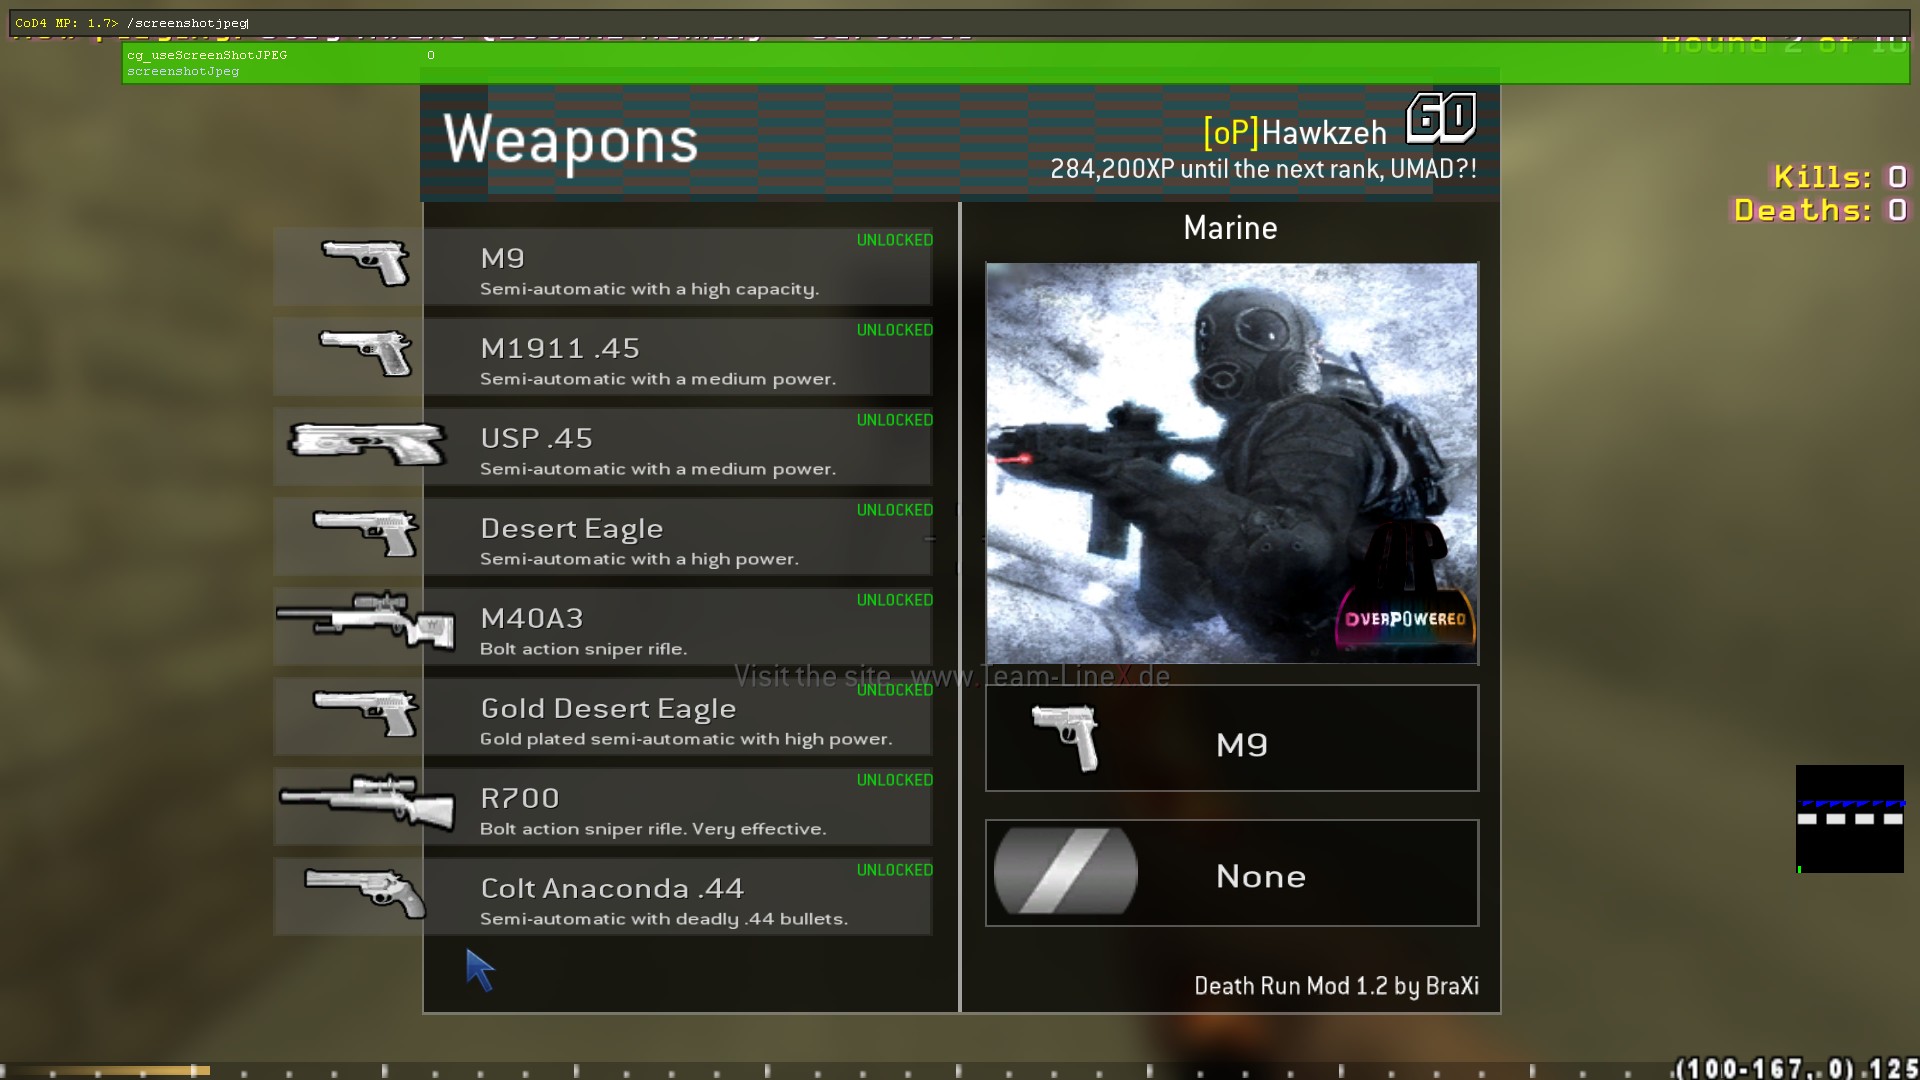 CoD4 MP: 1.7> /screenshotjpeg
cg_useScreenShotJPEG 0
screenshotJpeg
Round 2 of 10
Weapons
[oP]Hawkzeh 60
284,200XP until the next rank, UMAD?!
Kills: 0
Deaths: 0
Marine
M9
UNLOCKED
Semi-automatic with a high capacity.
M1911 .45
UNLOCKED
Semi-automatic with a medium power.
USP .45
UNLOCKED
Semi-automatic with a medium power.
Desert Eagle
UNLOCKED
Semi-automatic with a high power.
M40A3
UNLOCKED
Bolt action sniper rifle.
Gold Desert Eagle
UNLOCKED
Gold plated semi-automatic with high power.
R700
UNLOCKED
Bolt action sniper rifle. Very effective.
Colt Anaconda .44
UNLOCKED
Semi-automatic with deadly .44 bullets.
OP
OVERPOWERED
Visit the site www.Team-LineX.de
M9
None
Death Run Mod 1.2 by BraXi
(100-167, 0) 125